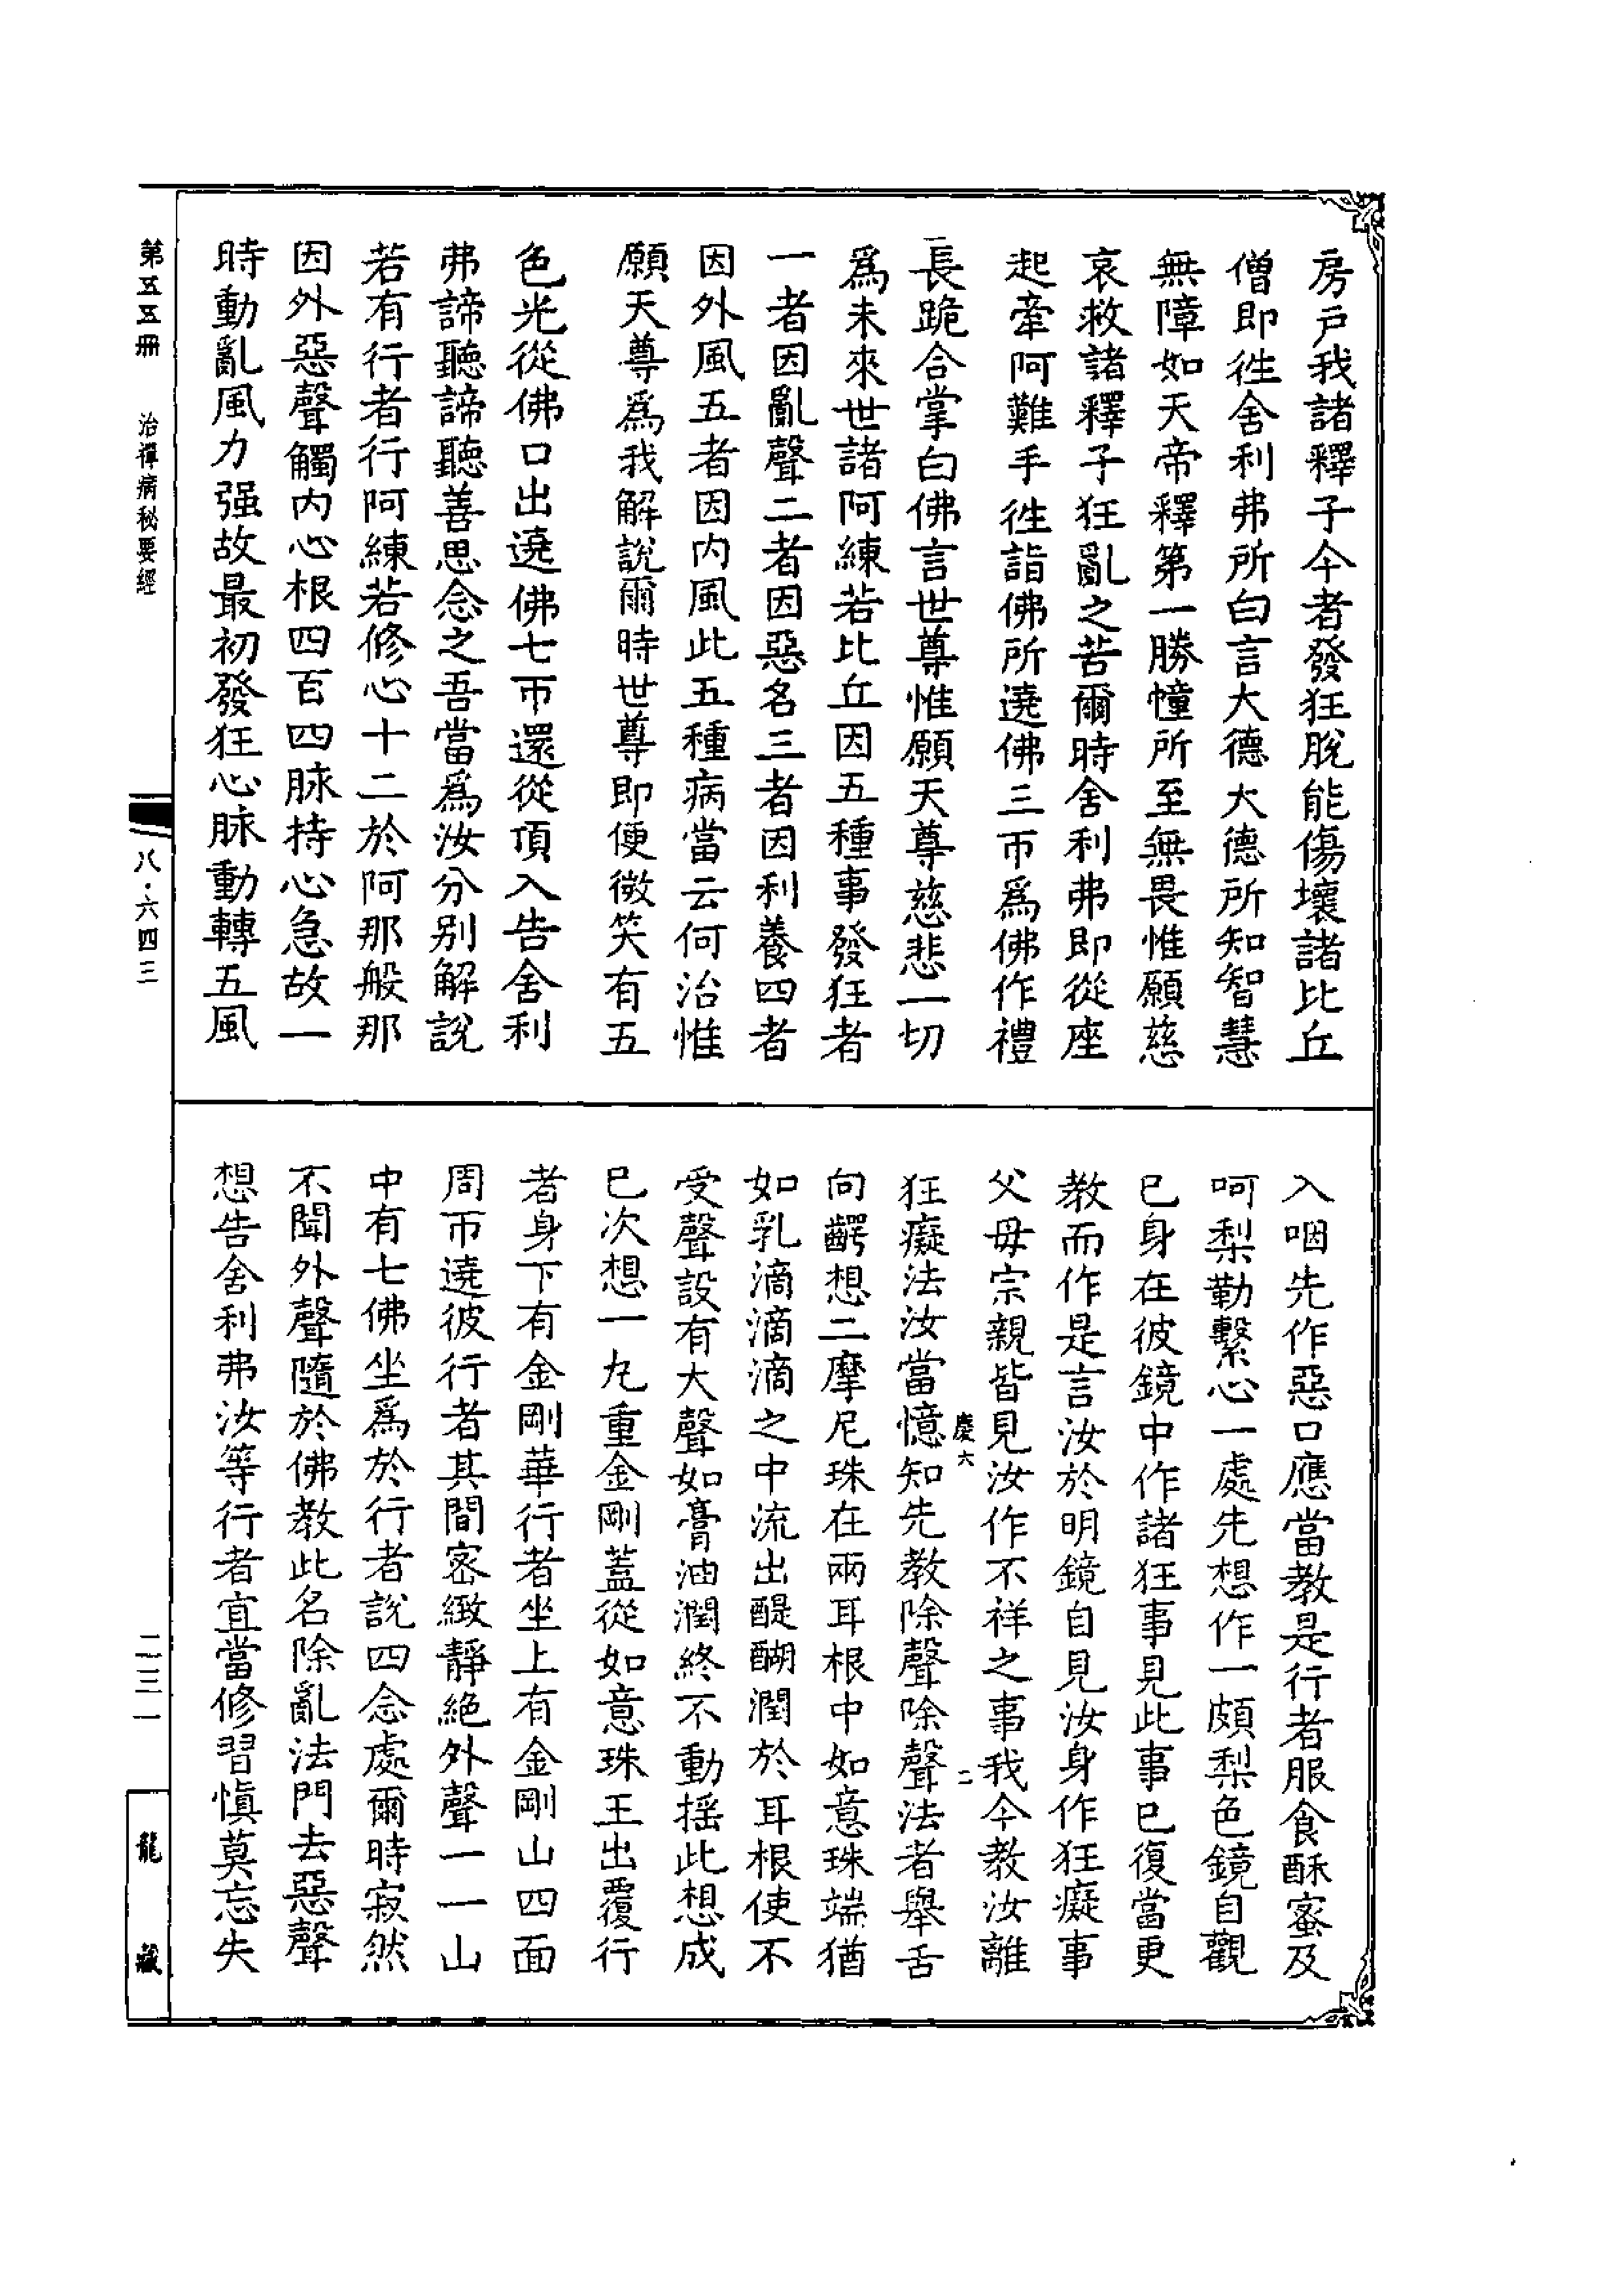 房戸我諸釋子今者發狂脫能傷壞諸比丘
僧即徃舍利弗所白言大德大德所知智慧
無障如天帝釋第一勝幢所至無畏惟願慈
哀救諸釋子狂亂之苦爾時舍利弗即從座
起牽阿難手徃詣佛所遶佛三帀爲佛作禮
長跪合掌白佛言世尊惟願天尊慈悲一切
爲未來世諸阿練若比丘因五種事發狂者
一者因亂聲二者因惡名三者因利養四者
因外風五者因内風此五種病當云何治惟
願天尊爲我解說爾時世尊即便微笑有五
色光從佛口出遶佛七帀還從頂入告舍利
弗諦聽諦聽善思念之吾當爲汝分别解說
若有行者行阿練若修心十二於阿那般那
因外惡聲觸内心根四百四脉持心急故一
時動亂風力强故最初發狂心脉動轉五風
入咽先作惡口應當教是行者服食酥蜜及
呵梨勒繫心一處先想作一頗梨色鏡自觀
已身在彼鏡中作諸狂事見此事已復當更
教而作是言汝於明鏡自見汝身作狂癡事
父母宗親皆見汝作不祥之事我今教汝離
慶六
二
狂癡法汝當憶知先教除聲除聲法者舉舌
向齶想二摩尼珠在兩耳根中如意珠端猶
如乳滴滴滴之中流出醍醐潤於耳根使不
受聲設有大聲如膏油潤終不動揺此想成
已次想一九重金剛蓋從如意珠王出覆行
者身下有金剛華行者坐上有金剛山四面
周帀遶彼行者其間密緻靜絶外聲一一山
中有七佛坐爲於行者說四念處爾時寂然
不聞外聲隨於佛教此名除亂法門去惡聲
想告舍利弗汝等行者宜當修習愼莫忘失
第五五冊
治禪病秘要經
八·六四三
二三一
龍藏